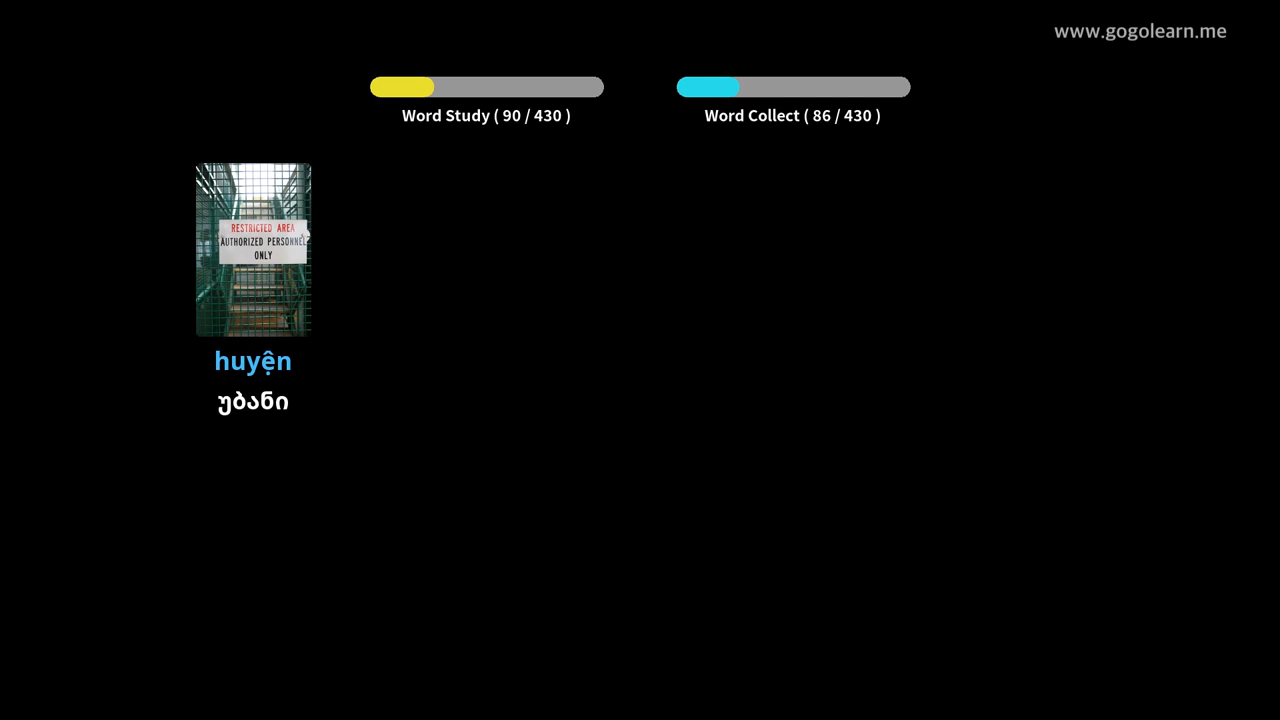 www.gogolearn.me
Word Study ( 90 / 430 )
Word Collect ( 86 / 430 )
RESTRICTED AREA
AUTHORIZED PERSONNEL
ONLY
huyện
უბანი